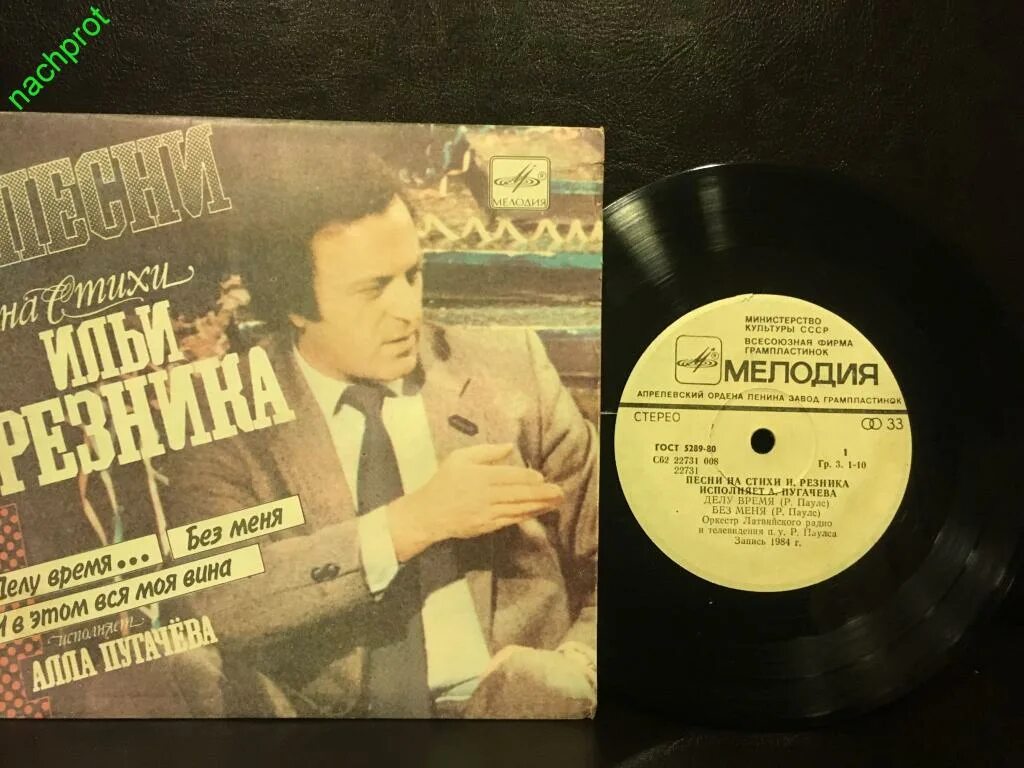 nachprot
ПЕСНИ
на Стихи
ИЛЬИ
РЕЗНИКА
МЕЛОДИЯ
Делу время... Без меня
И в этом вся моя вина
исполняет
АЛЛА ПУГАЧЁВА
МИНИСТЕРСТВО
КУЛЬТУРЫ СССР
ВСЕСОЮЗНАЯ ФИРМА
ГРАМПЛАСТИНОК
МЕЛОДИЯ
АПРЕЛЕВСКИЙ ОРДЕНА ЛЕНИНА ЗАВОД ГРАМПЛАСТИНОК
СТЕРЕО 33
ГОСТ 5289-80 1
С62 22731 008 Гр. 3. 1-10
22731
ПЕСНИ НА СТИХИ И. РЕЗНИКА
ИСПОЛНЯЕТ А. ПУГАЧЕВА
ДЕЛУ ВРЕМЯ (Р. Паулс)
БЕЗ МЕНЯ (Р. Паулс)
Оркестр Латвийского радио
и телевидения п. у. Р. Паулса
Запись 1984 г.